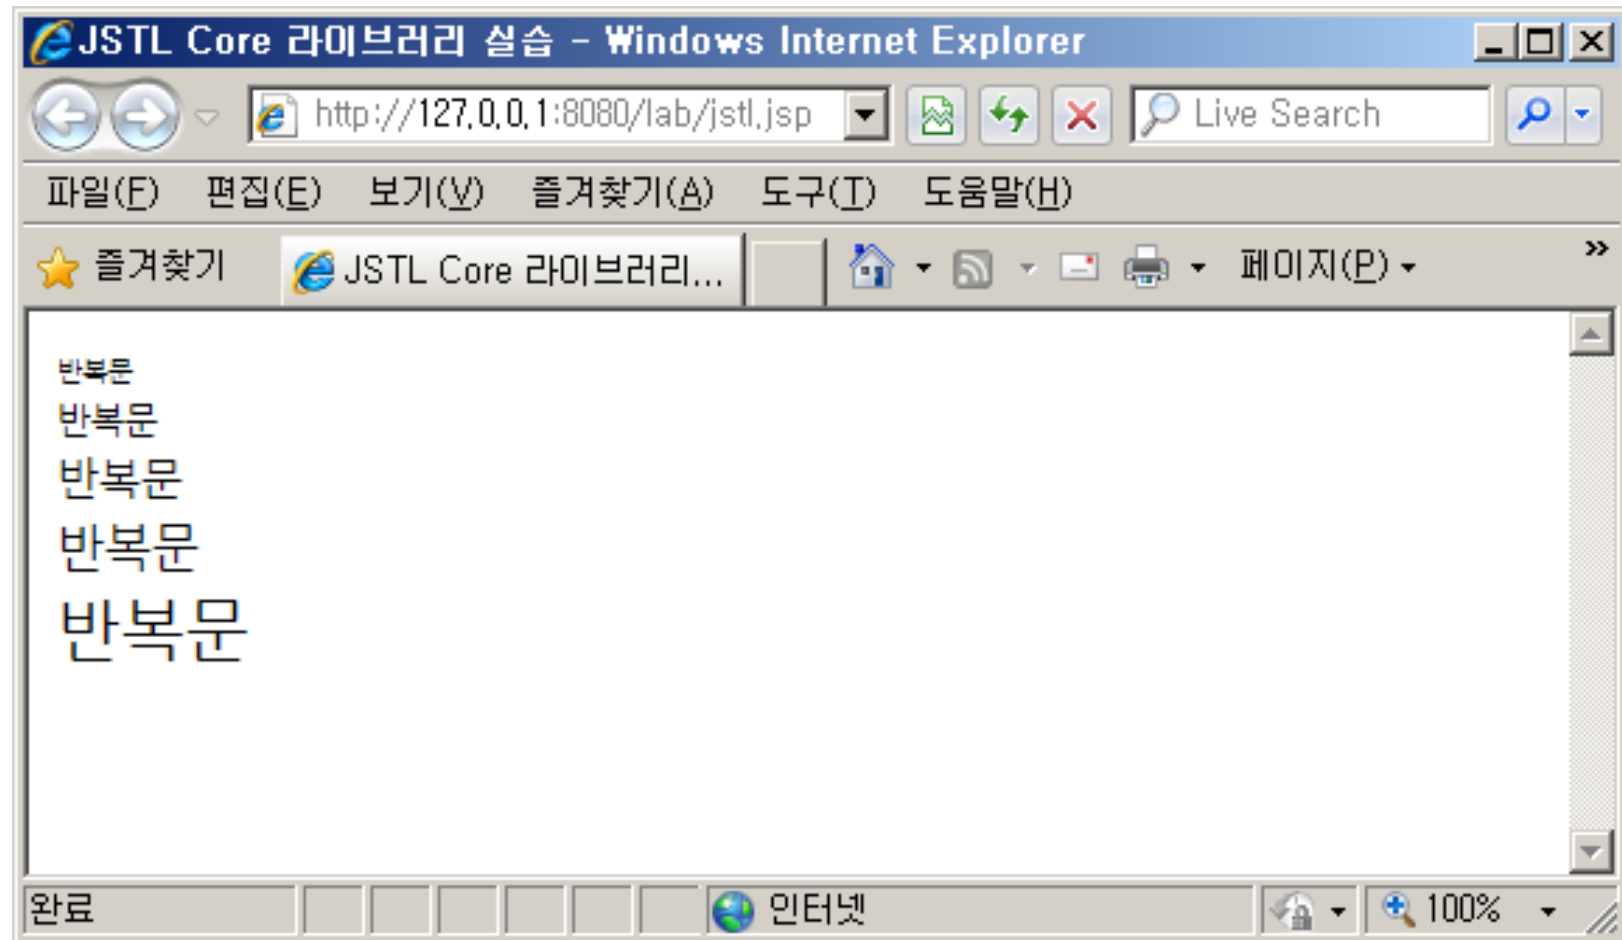 JSTL Core 라이브러리 실습 - Windows Internet Explorer
http://127.0.0.1:8080/lab/jstl.jsp Live Search
파일(F) 편집(E) 보기(V) 즐겨찾기(A) 도구(T) 도움말(H)
즐겨찾기 JSTL Core 라이브러리... 페이지(P) »
반복문
반복문
반복문
반복문
반복문
완료 인터넷 100%